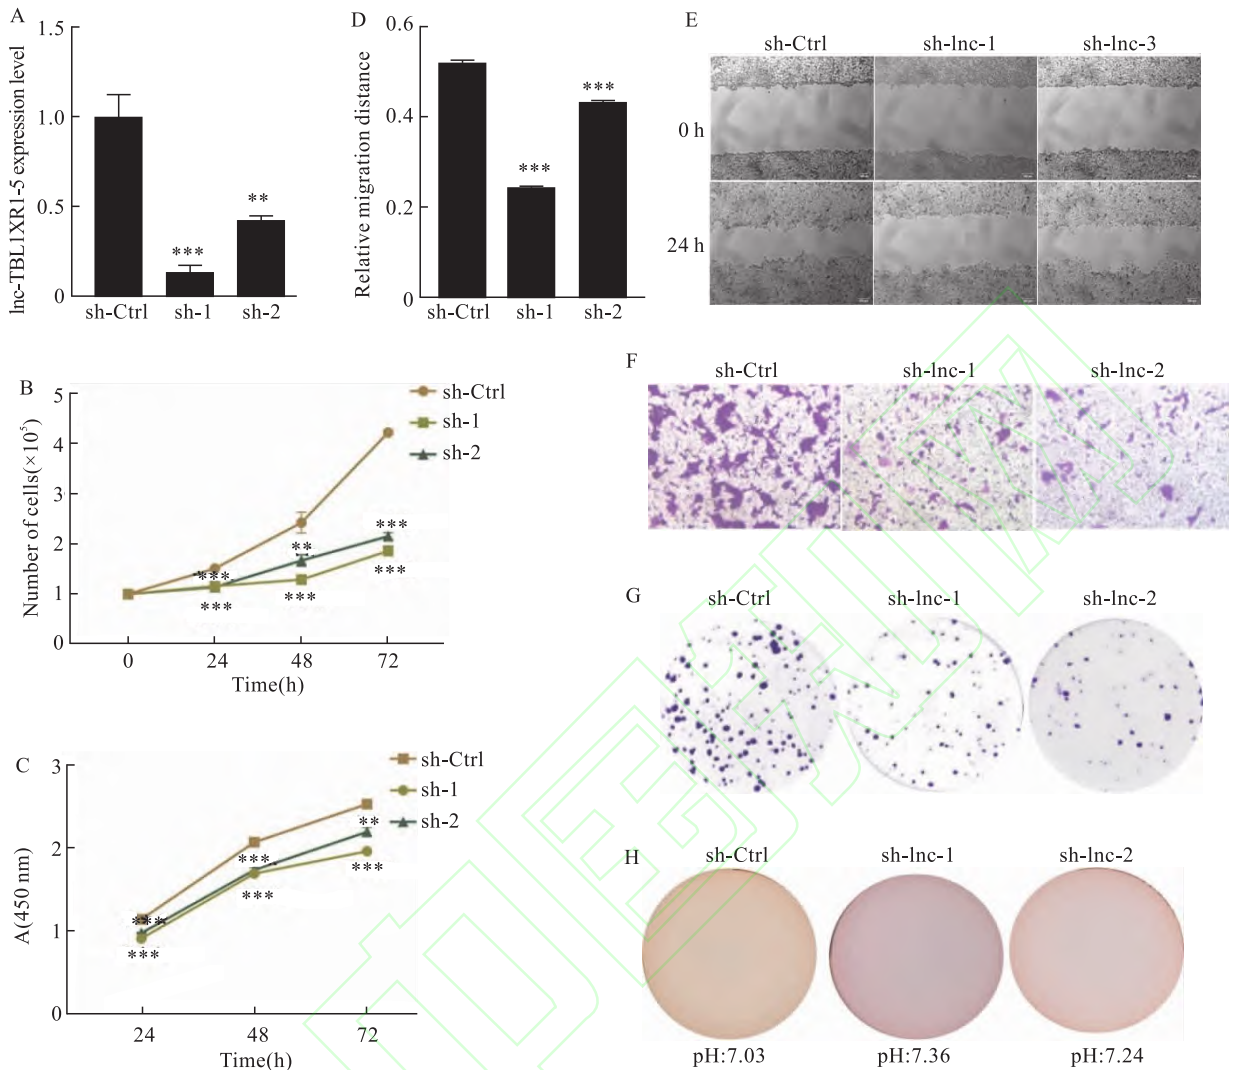 A
lnc-TBL1XR1-5 expression level
1.5
1.0
0.5
0
***
**
sh-Ctrl sh-1 sh-2
D
Relative migration distance
0.6
0.4
0.2
0
***
***
sh-Ctrl sh-1 sh-2
E
sh-Ctrl sh-lnc-1 sh-lnc-3
0 h
24 h
B
Number of cells(×10⁵)
5
4
3
2
1
0
sh-Ctrl
sh-1
sh-2
***
**
***
***
***
***
0 24 48 72
Time(h)
F
sh-Ctrl sh-lnc-1 sh-lnc-2
G
sh-Ctrl sh-lnc-1 sh-lnc-2
C
A(450 nm)
3
2
1
0
sh-Ctrl
sh-1
sh-2
**
***
***
***
***
***
24 48 72
Time(h)
H
sh-Ctrl sh-lnc-1 sh-lnc-2
pH:7.03 pH:7.36 pH:7.24